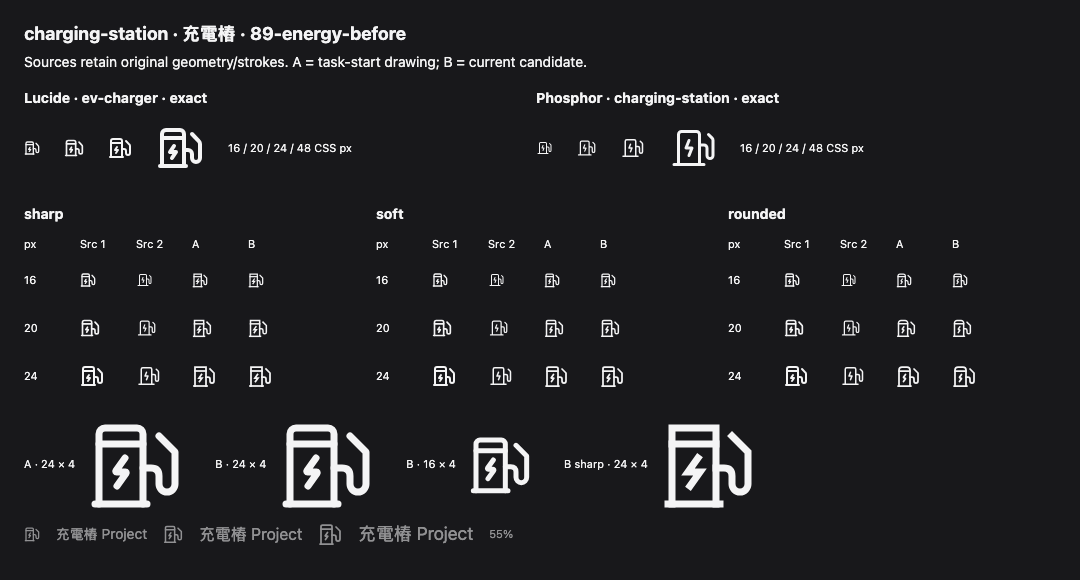 charging-station · 充電樁 · 89-energy-before
Sources retain original geometry/strokes. A = task-start drawing; B = current candidate.
Lucide · ev-charger · exact
16 / 20 / 24 / 48 CSS px
Phosphor · charging-station · exact
16 / 20 / 24 / 48 CSS px
sharp
px Src 1 Src 2 A B
16
20
24
soft
px Src 1 Src 2 A B
16
20
24
rounded
px Src 1 Src 2 A B
16
20
24
A · 24 × 4
B · 24 × 4
B · 16 × 4
B sharp · 24 × 4
充電樁 Project 充電樁 Project 充電樁 Project 55%